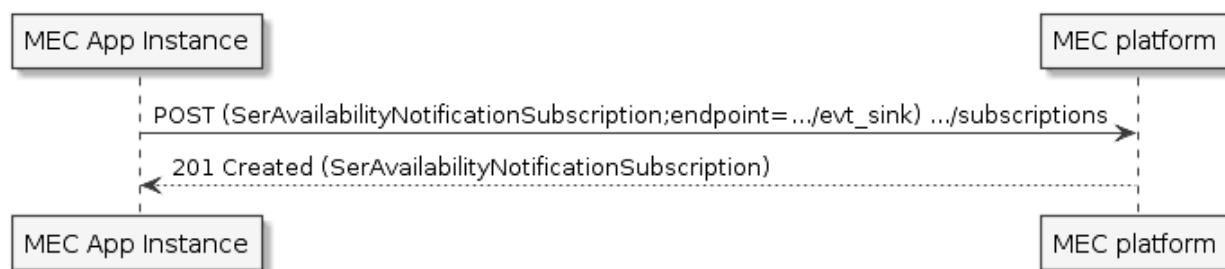 MEC App Instance
MEC platform
POST (SerAvailabilityNotificationSubscription;endpoint=.../evt_sink) .../subscriptions
201 Created (SerAvailabilityNotificationSubscription)
MEC App Instance
MEC platform